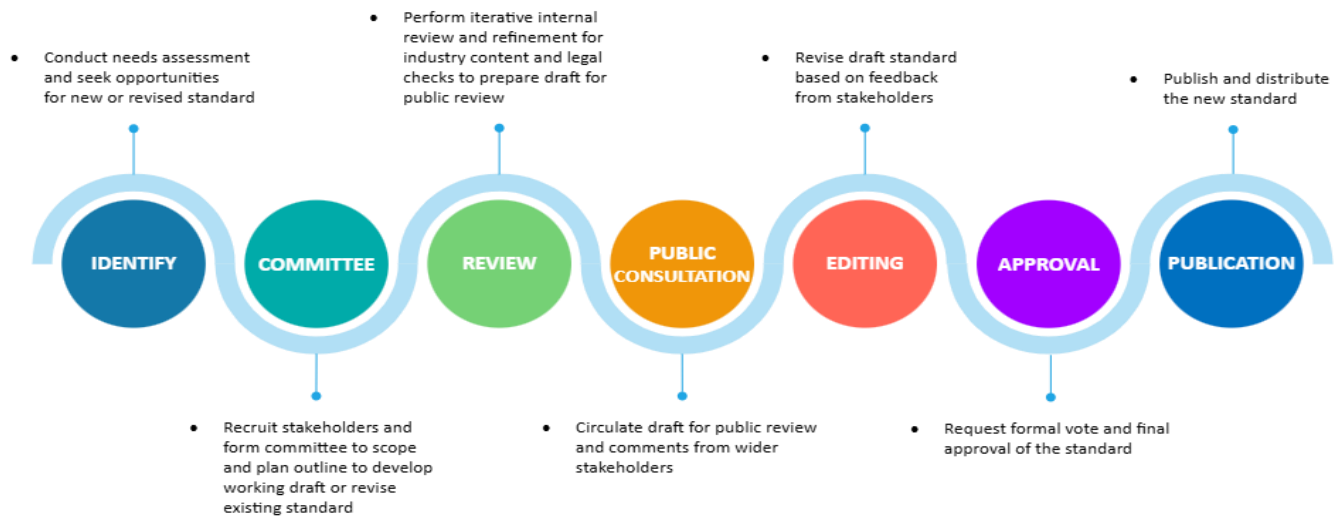 • Conduct needs assessment
and seek opportunities
for new or revised standard
• Perform iterative internal
review and refinement for
industry content and legal
checks to prepare draft for
public review
• Revise draft standard
based on feedback
from stakeholders
• Publish and distribute
the new standard
IDENTIFY
COMMITTEE
REVIEW
PUBLIC
CONSULTATION
EDITING
APPROVAL
PUBLICATION
• Recruit stakeholders and
form committee to scope
and plan outline to develop
working draft or revise
existing standard
• Circulate draft for public review
and comments from wider
stakeholders
• Request formal vote and final
approval of the standard